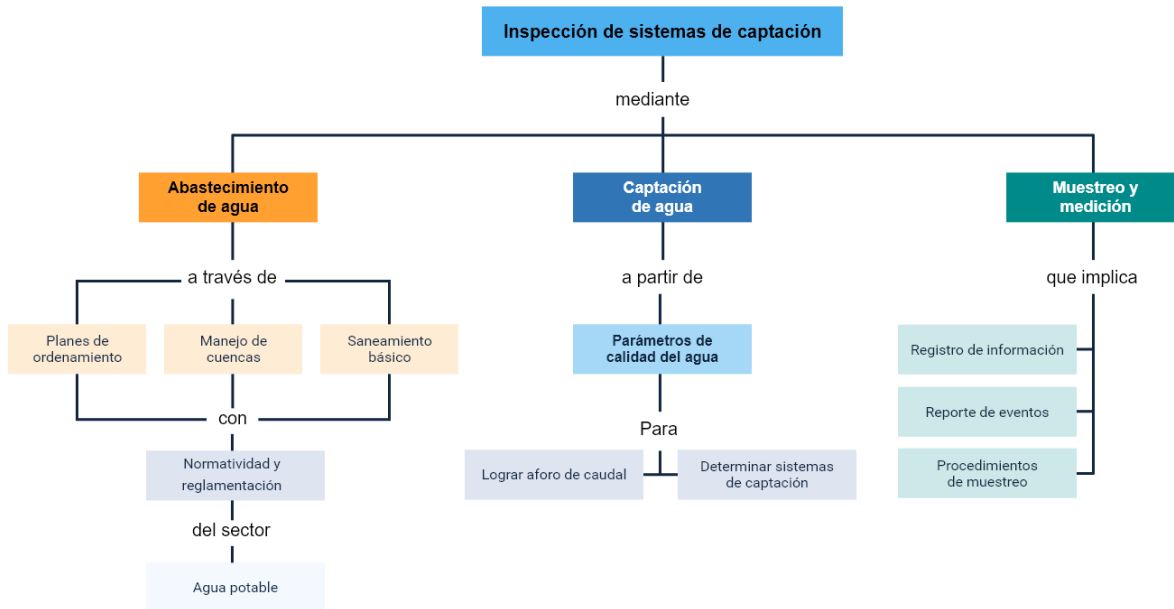 Inspección de sistemas de captación
mediante
Abastecimiento
de agua
Captación
de agua
Muestreo y
medición
a través de
a partir de
que implica
Planes de
ordenamiento
Manejo de
cuencas
Saneamiento
básico
Parámetros de
calidad del agua
Registro de información
Reporte de eventos
Procedimientos
de muestreo
con
Para
Normatividad y
reglamentación
Lograr aforo de caudal
Determinar sistemas
de captación
del sector
Agua potable